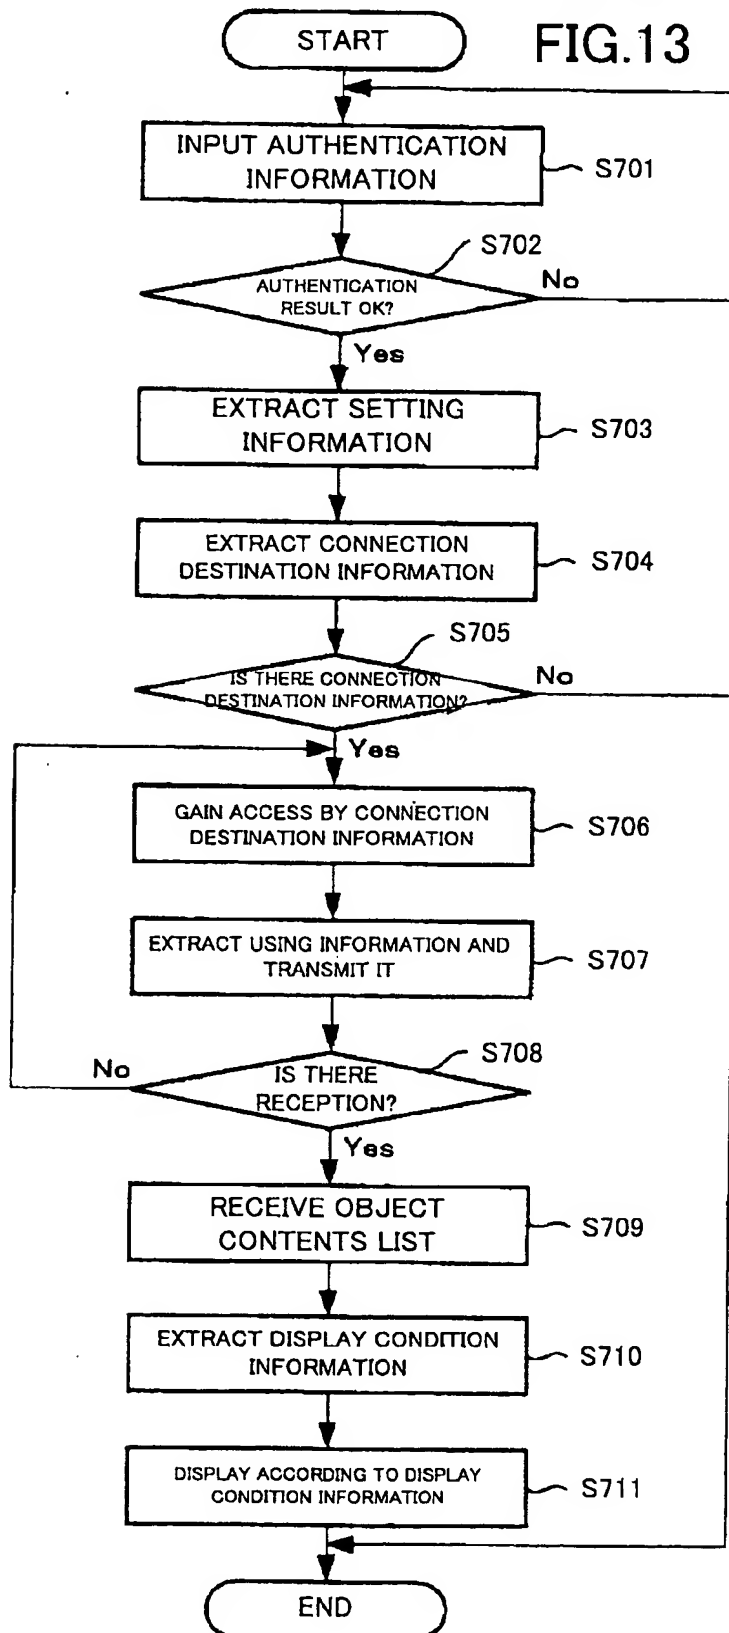 START
FIG.13
INPUT AUTHENTICATION
INFORMATION
S701
S702
AUTHENTICATION
RESULT OK?
No
Yes
EXTRACT SETTING
INFORMATION
S703
EXTRACT CONNECTION
DESTINATION INFORMATION
S704
S705
IS THERE CONNECTION
DESTINATION INFORMATION?
No
Yes
GAIN ACCESS BY CONNECTION
DESTINATION INFORMATION
S706
EXTRACT USING INFORMATION AND
TRANSMIT IT
S707
S708
No
IS THERE
RECEPTION?
Yes
RECEIVE OBJECT
CONTENTS LIST
S709
EXTRACT DISPLAY CONDITION
INFORMATION
S710
DISPLAY ACCORDING TO DISPLAY
CONDITION INFORMATION
S711
END